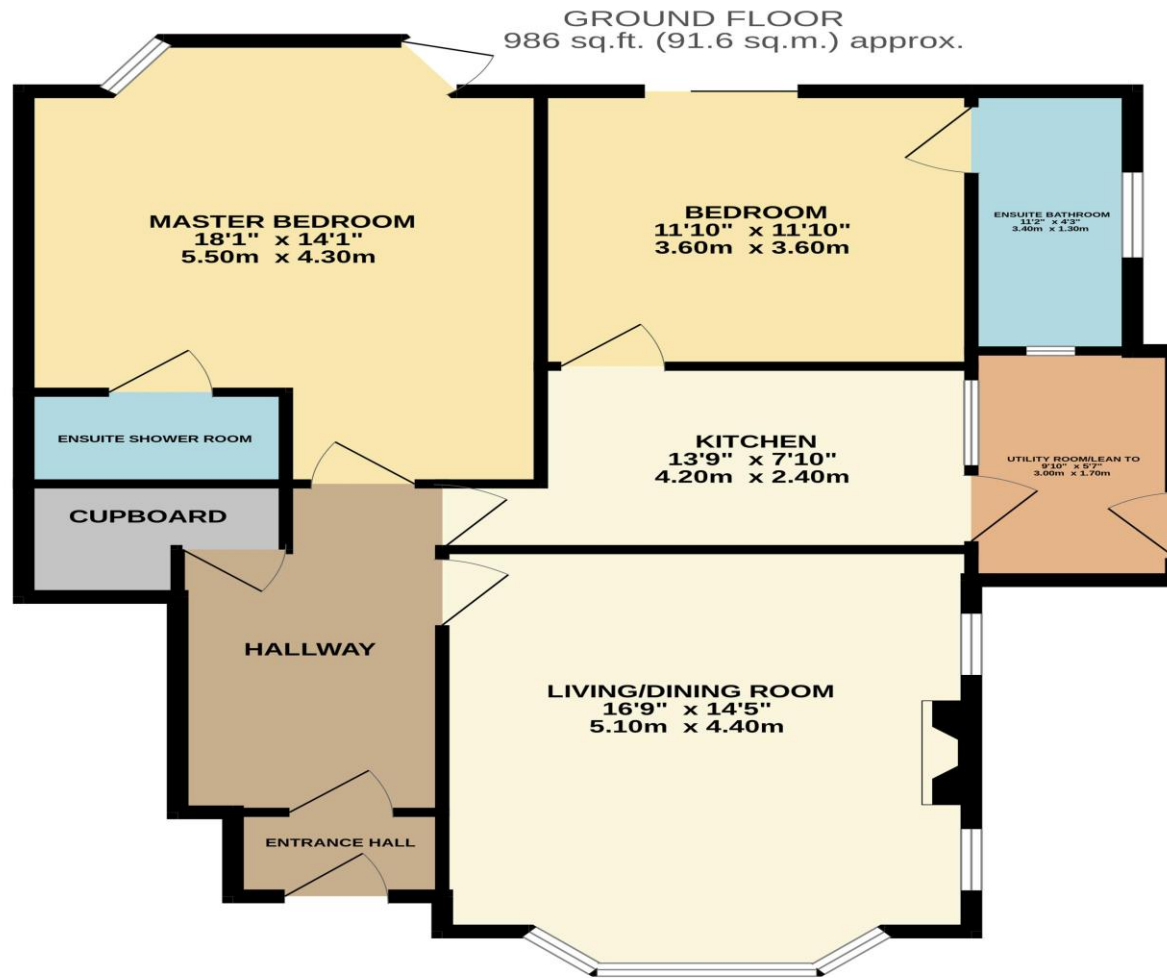 GROUND FLOOR
986 sq.ft. (91.6 sq.m.) approx.
MASTER BEDROOM
18'1" x 14'1"
5.50m x 4.30m
BEDROOM
11'10" x 11'10"
3.60m x 3.60m
ENSUITE BATHROOM
11'2" x 4'3"
3.40m x 1.30m
ENSUITE SHOWER ROOM
KITCHEN
13'9" x 7'10"
4.20m x 2.40m
UTILITY ROOM/LEAN TO
9'10" x 5'7"
3.00m x 1.70m
CUPBOARD
HALLWAY
LIVING/DINING ROOM
16'9" x 14'5"
5.10m x 4.40m
ENTRANCE HALL